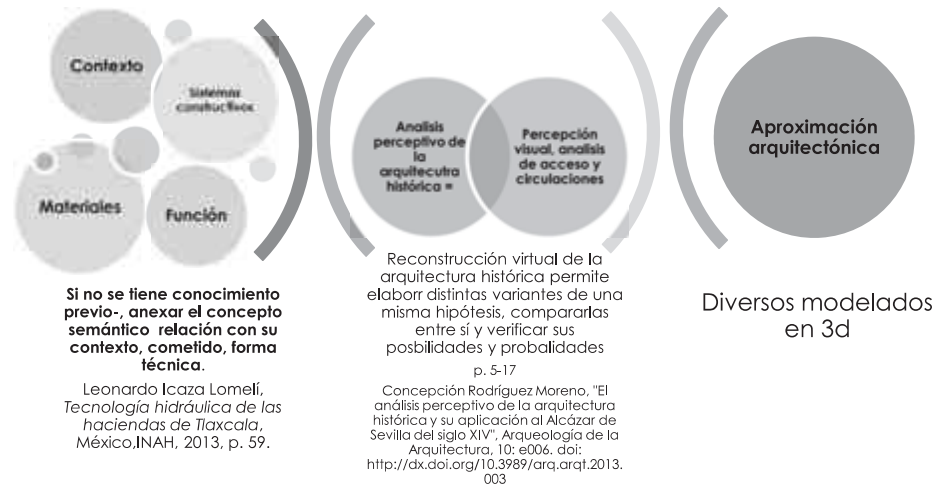 Contexto
Sistemas
constructivos
Materiales
Función
Si no se tiene conocimiento
previo-, anexar el concepto
semántico relación con su
contexto, cometido, forma
técnica.
Leonardo Icaza Lomelí,
Tecnología hidráulica de las
haciendas de Tlaxcala,
México,INAH, 2013, p. 59.
Analisis
perceptivo de
la
arquitecutra
histórica =
Percepción
visual, analisis
de acceso y
circulaciones
Reconstrucción virtual de la
arquitectura histórica permite
elaborr distintas variantes de una
misma hipótesis, compararlas
entre sí y verificar sus
posbilidades y probalidades
p. 5-17
Concepción Rodríguez Moreno, "El
análisis perceptivo de la arquitectura
histórica y su aplicación al Alcázar de
Sevilla del siglo XIV", Arqueología de la
Arquitectura, 10: e006. doi:
http://dx.doi.org/10.3989/arq.arqt.2013.
003
Aproximación
arquitectónica
Diversos modelados
en 3d